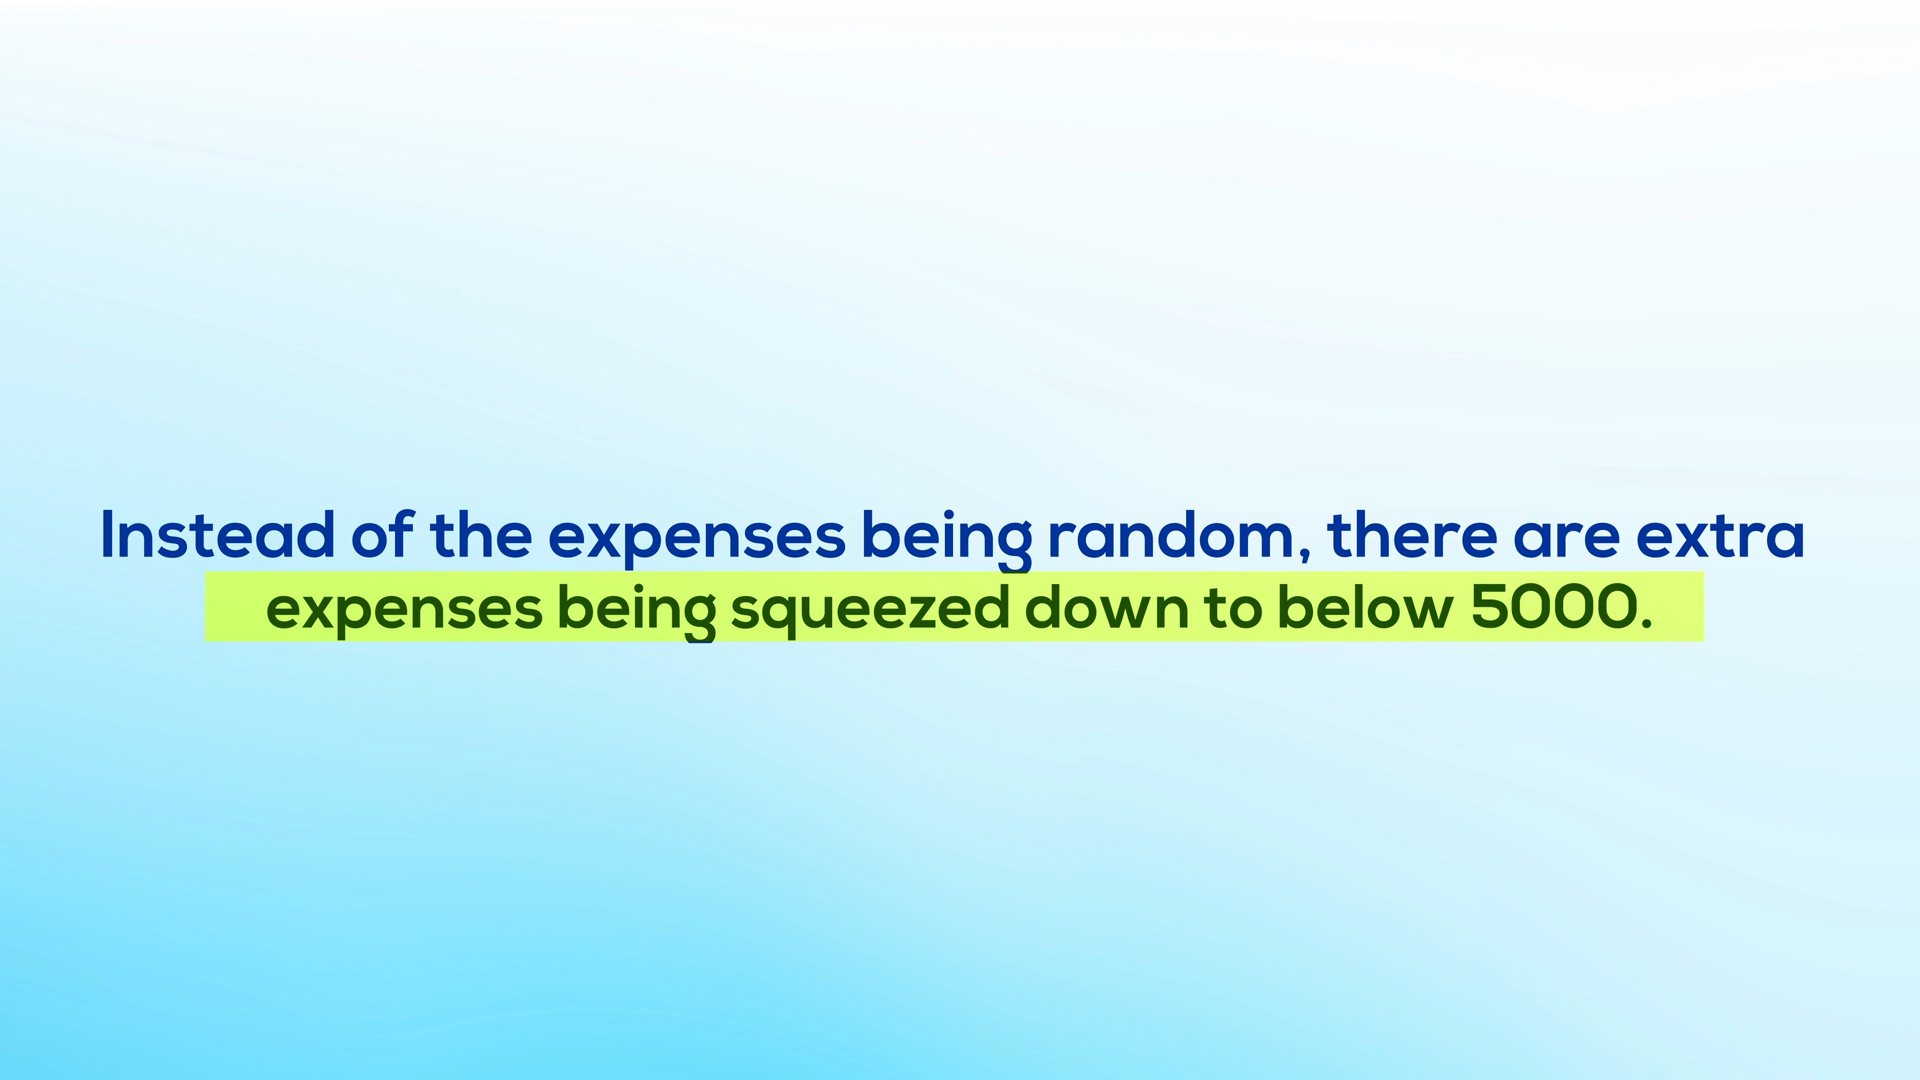 Instead of the expenses being random, there are extra
expenses being squeezed down to below 5000.